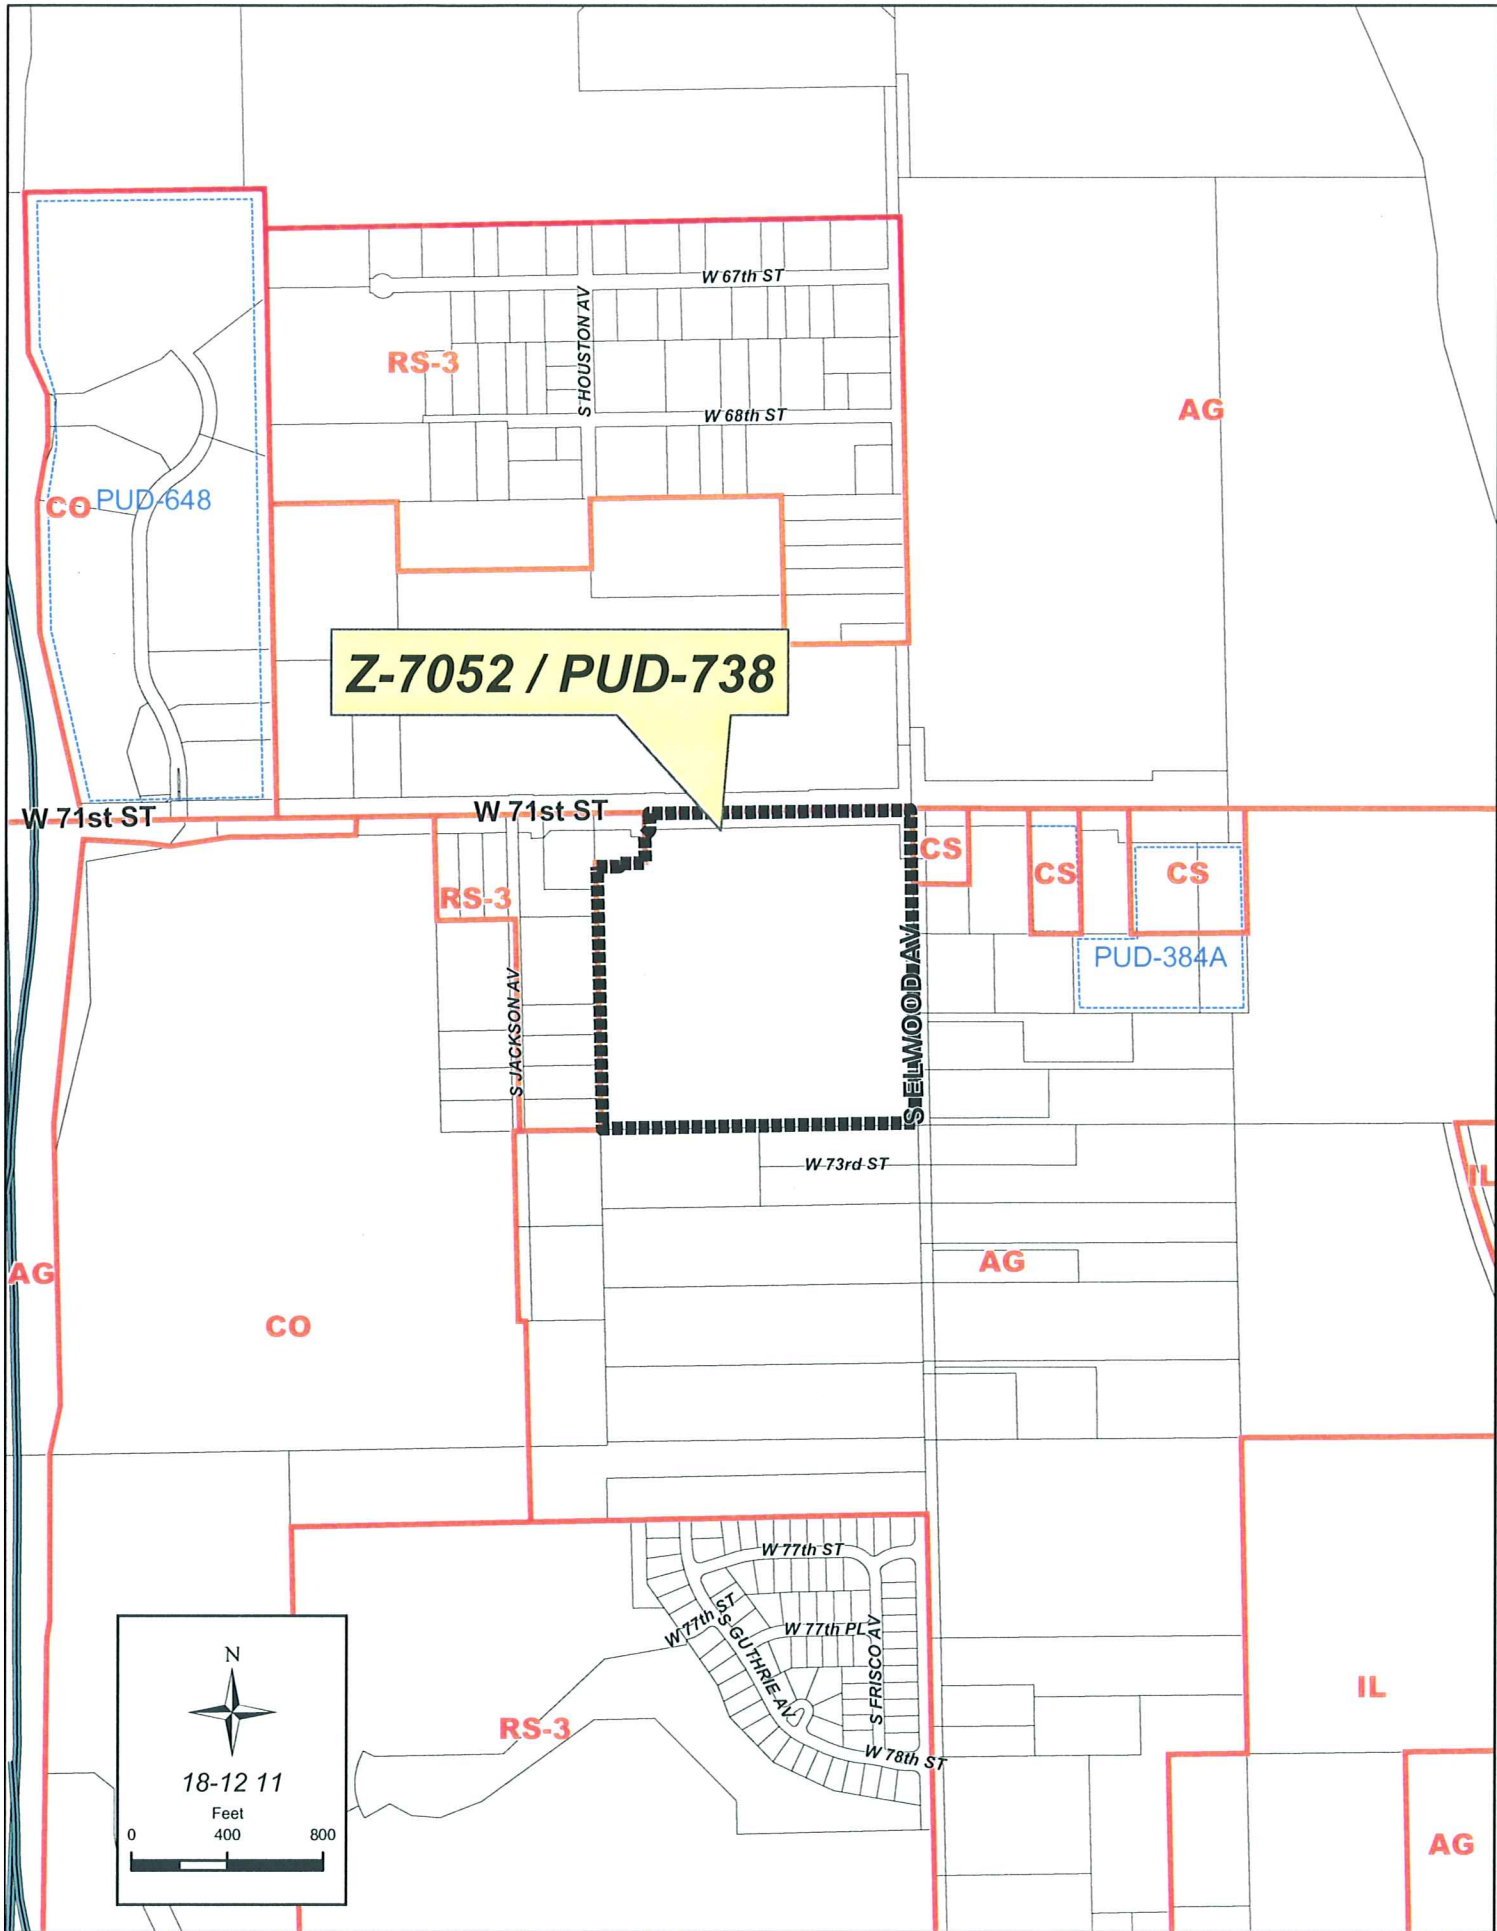 W 67th ST
S HOUSTON AV
RS-3
W 68th ST
AG
CO
PUD-648
Z-7052 / PUD-738
W 71st ST
W 71st ST
CS
CS
CS
RS-3
PUD-384A
S ELWOOD AV
S JACKSON AV
W 73rd ST
IL
AG
AG
CO
W 77th ST
W 77th ST
S GUTHRIE AV
W 77th PL
S FRISCO AV
IL
RS-3
W 78th ST
N
18-12 11
Feet
0 400 800
AG